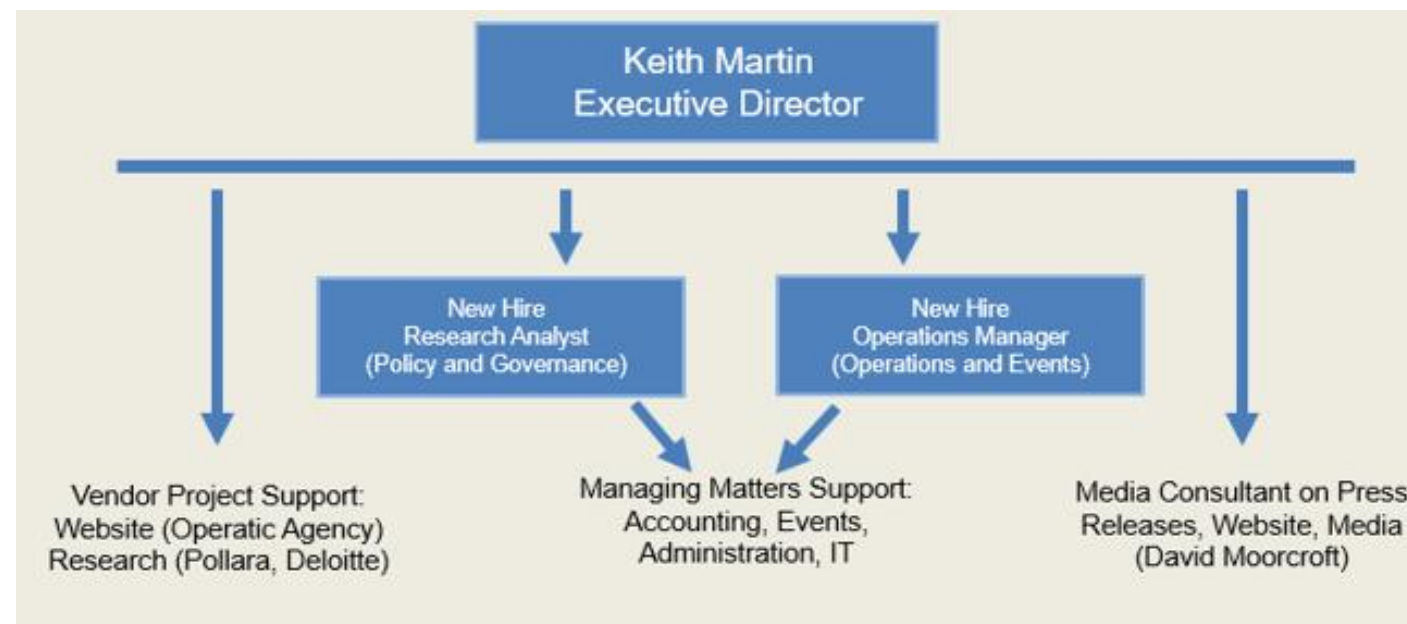 Keith Martin
Executive Director
New Hire
Research Analyst
(Policy and Governance)
New Hire
Operations Manager
(Operations and Events)
Vendor Project Support:
Website (Operatic Agency)
Research (Pollara, Deloitte)
Managing Matters Support:
Accounting, Events,
Administration, IT
Media Consultant on Press
Releases, Website, Media
(David Moorcroft)